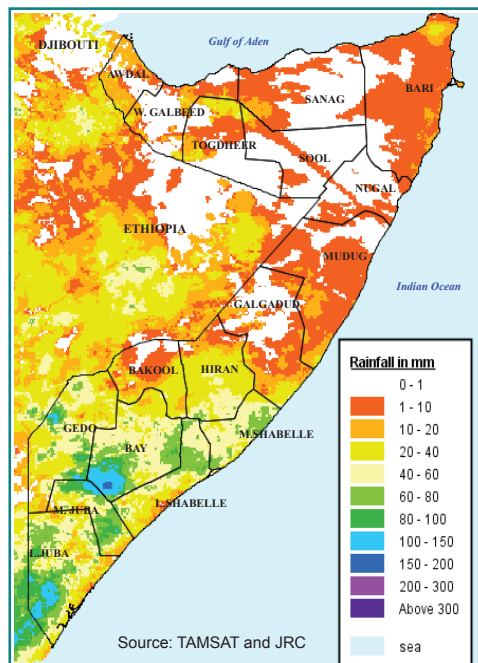 DJIBOUTI
Gulf of Aden
AWDAL
SANAG
BARI
W. GALBEED
TOGDHEER
SOOL
NUGAL
ETHIOPIA
MUDUG
Indian Ocean
GALGADUD
BAKOOL
HIRAN
GEDO
BAY
M.SHABELLE
L.SHABELLE
M. JUBA
L.JUBA
Rainfall in mm
0 - 1
1 - 10
10 - 20
20 - 40
40 - 60
60 - 80
80 - 100
100 - 150
150 - 200
200 - 300
Above 300
sea
Source: TAMSAT and JRC